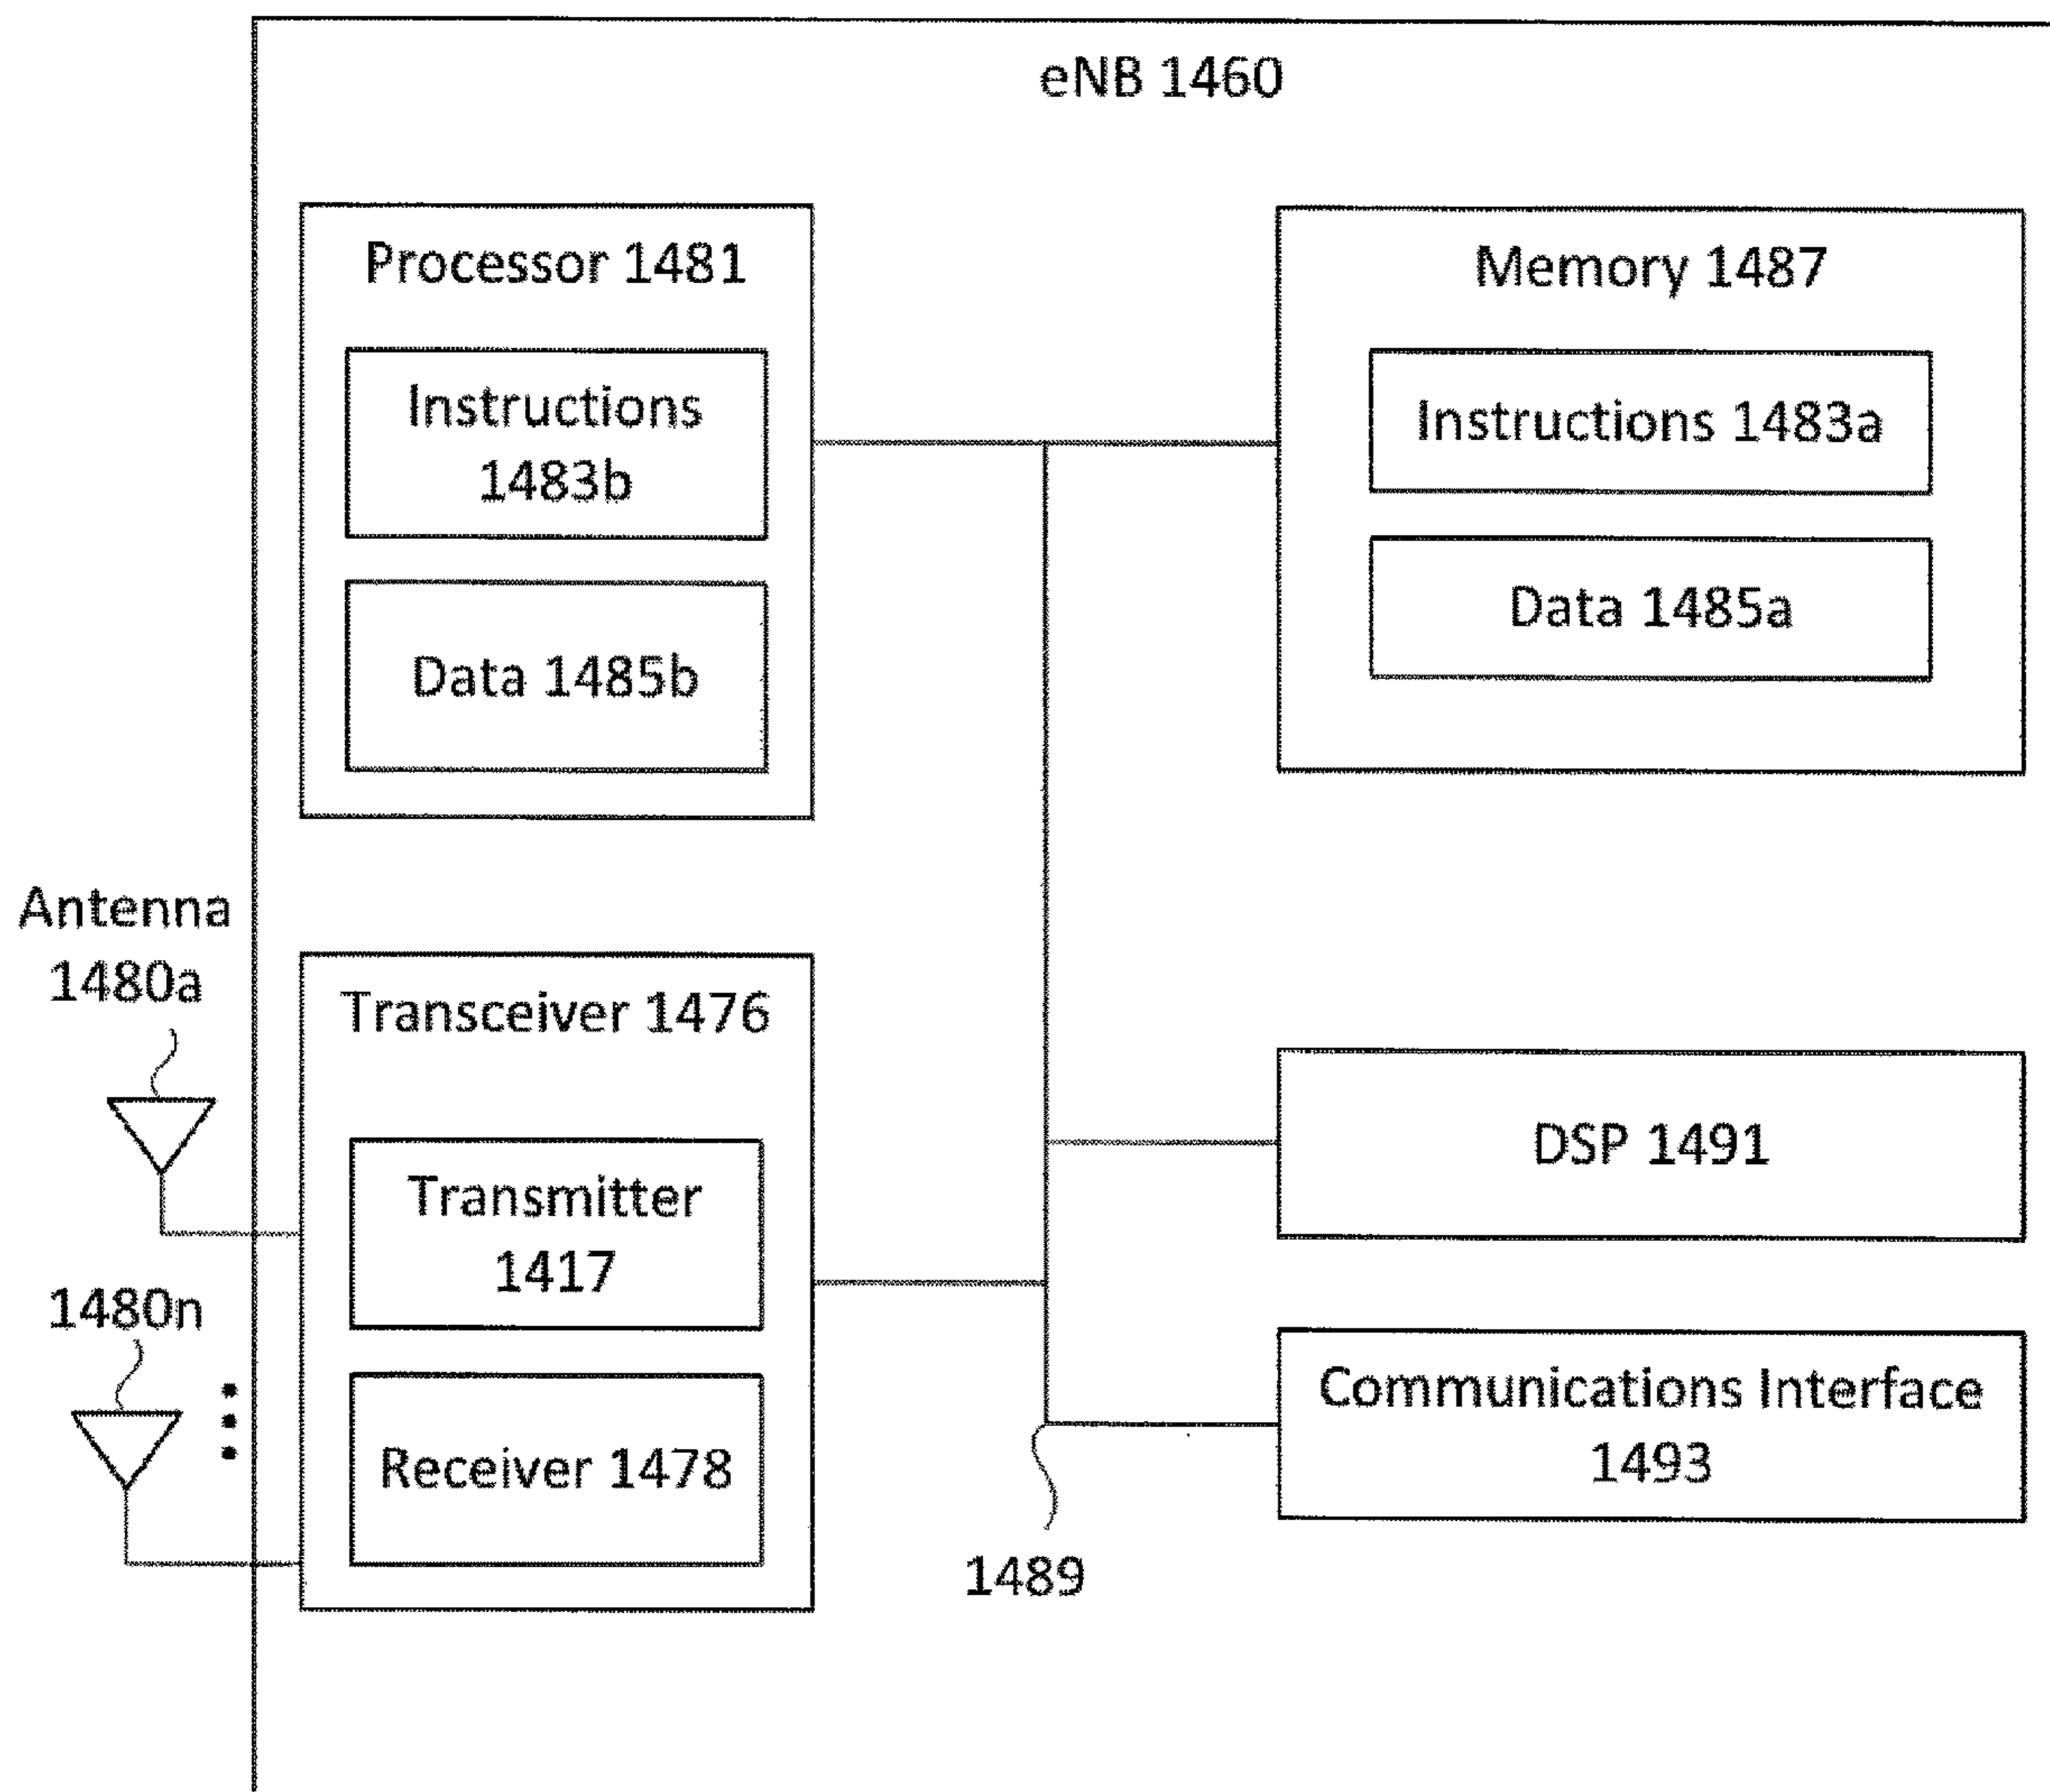 eNB 1460
Processor 1481
Instructions
1483b
Data 1485b
Memory 1487
Instructions 1483a
Data 1485a
Antenna
1480a
1480n
Transceiver 1476
Transmitter
1417
Receiver 1478
DSP 1491
Communications Interface
1493
1489